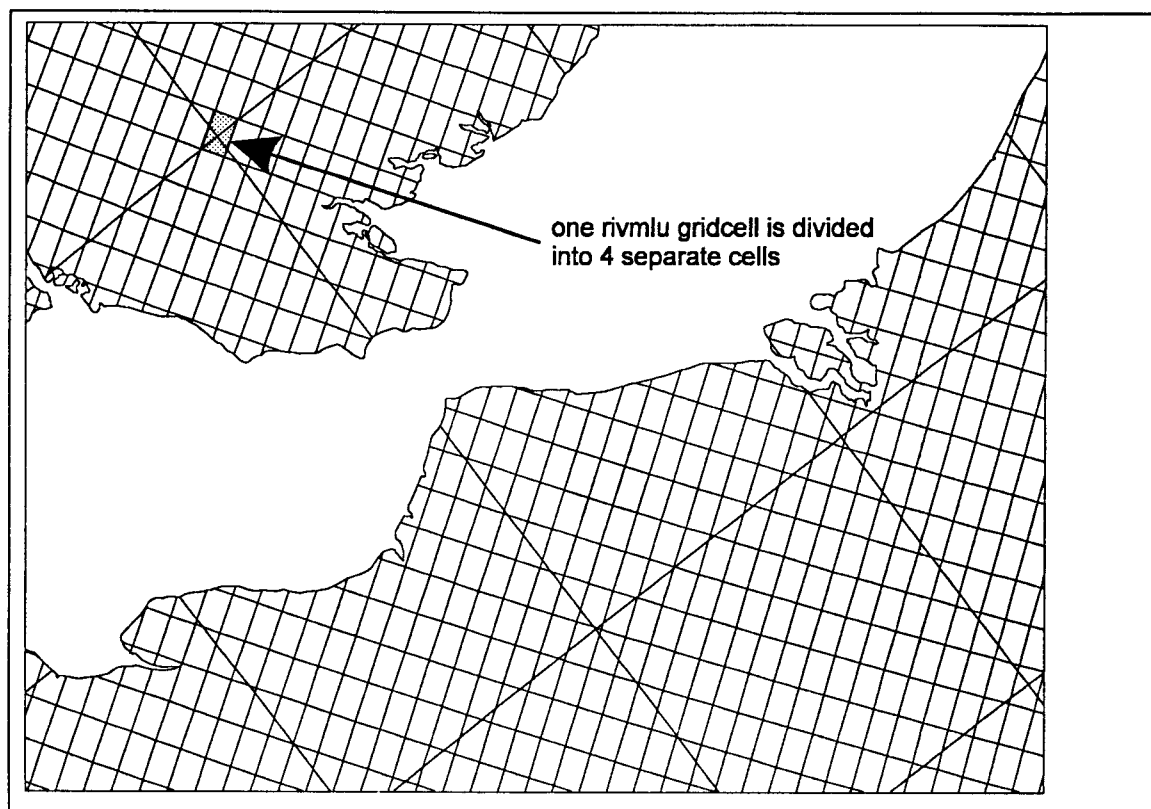 one rivmlu gridcell is divided
into 4 separate cells